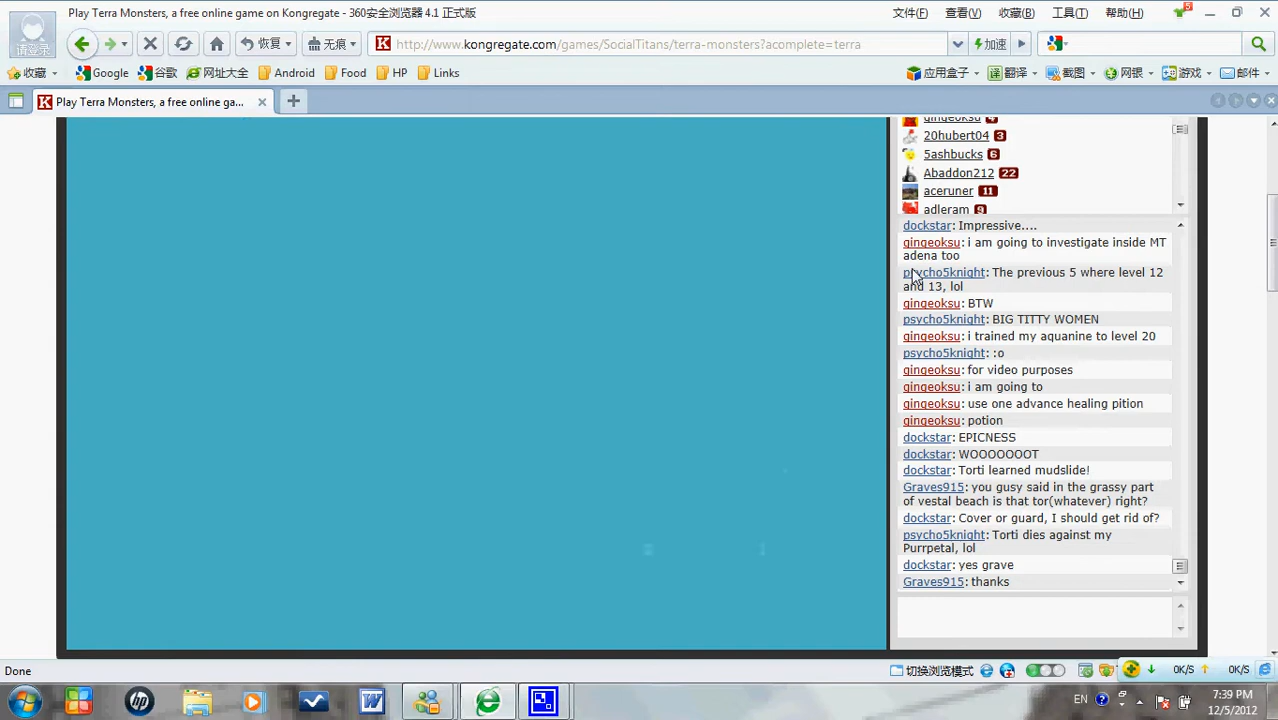 Play Terra Monsters, a free online game on Kongregate - 360安全浏览器 4.1 正式版
文件(F) 查看(V) 收藏(B) 工具(T) 帮助(H)
请登录
恢复 无痕 http://www.kongregate.com/games/SocialTitans/terra-monsters?acomplete=terra 加速
收藏 Google 谷歌 网址大全 Android Food HP Links 应用盒子 翻译 截图 网银 游戏 邮件
Play Terra Monsters, a free online ga...
gingeoksu 4
20hubert04 3
5ashbucks 6
Abaddon212 22
aceruner 11
adleram 9
dockstar: Impressive....
gingeoksu: i am going to investigate inside MT
adena too
psycho5knight: The previous 5 where level 12
and 13, lol
gingeoksu: BTW
psycho5knight: BIG TITTY WOMEN
gingeoksu: i trained my aquanine to level 20
psycho5knight: :o
gingeoksu: for video purposes
gingeoksu: i am going to
gingeoksu: use one advance healing pition
gingeoksu: potion
dockstar: EPICNESS
dockstar: WOOOOOOOT
dockstar: Torti learned mudslide!
Graves915: you gusy said in the grassy part
of vestal beach is that tor(whatever) right?
dockstar: Cover or guard, I should get rid of?
psycho5knight: Torti dies against my
Purrpetal, lol
dockstar: yes grave
Graves915: thanks
Done 切换浏览模式 0K/S 0K/S
EN 7:39 PM
12/5/2012